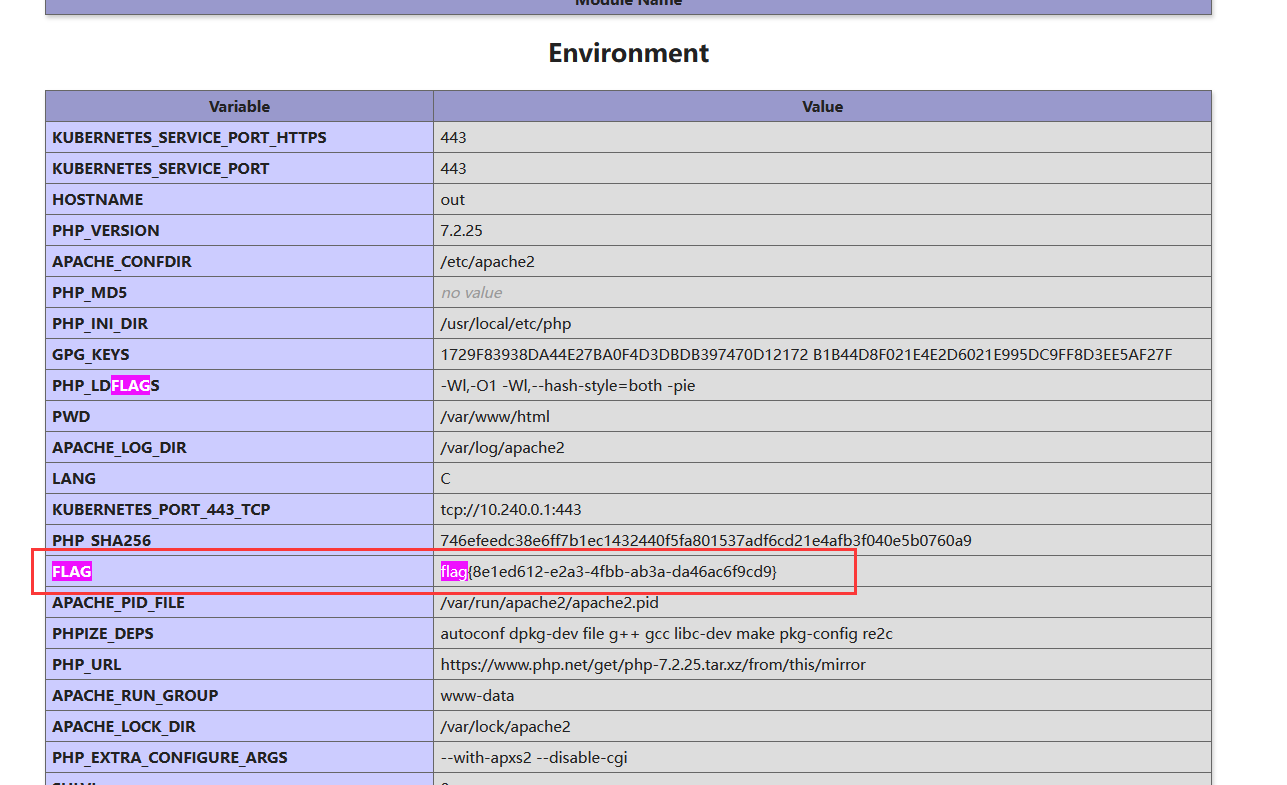 Module Name
Environment
Variable Value
KUBERNETES_SERVICE_PORT_HTTPS 443
KUBERNETES_SERVICE_PORT 443
HOSTNAME out
PHP_VERSION 7.2.25
APACHE_CONFDIR /etc/apache2
PHP_MD5 no value
PHP_INI_DIR /usr/local/etc/php
GPG_KEYS 1729F83938DA44E27BA0F4D3DBDB397470D12172 B1B44D8F021E4E2D6021E995DC9FF8D3EE5AF27F
PHP_LDFLAGS -Wl,-O1 -Wl,--hash-style=both -pie
PWD /var/www/html
APACHE_LOG_DIR /var/log/apache2
LANG C
KUBERNETES_PORT_443_TCP tcp://10.240.0.1:443
PHP_SHA256 746efeedc38e6ff7b1ec1432440f5fa801537adf6cd21e4afb3f040e5b0760a9
FLAG flag{8e1ed612-e2a3-4fbb-ab3a-da46ac6f9cd9}
APACHE_PID_FILE /var/run/apache2/apache2.pid
PHPIZE_DEPS autoconf dpkg-dev file g++ gcc libc-dev make pkg-config re2c
PHP_URL https://www.php.net/get/php-7.2.25.tar.xz/from/this/mirror
APACHE_RUN_GROUP www-data
APACHE_LOCK_DIR /var/lock/apache2
PHP_EXTRA_CONFIGURE_ARGS --with-apxs2 --disable-cgi